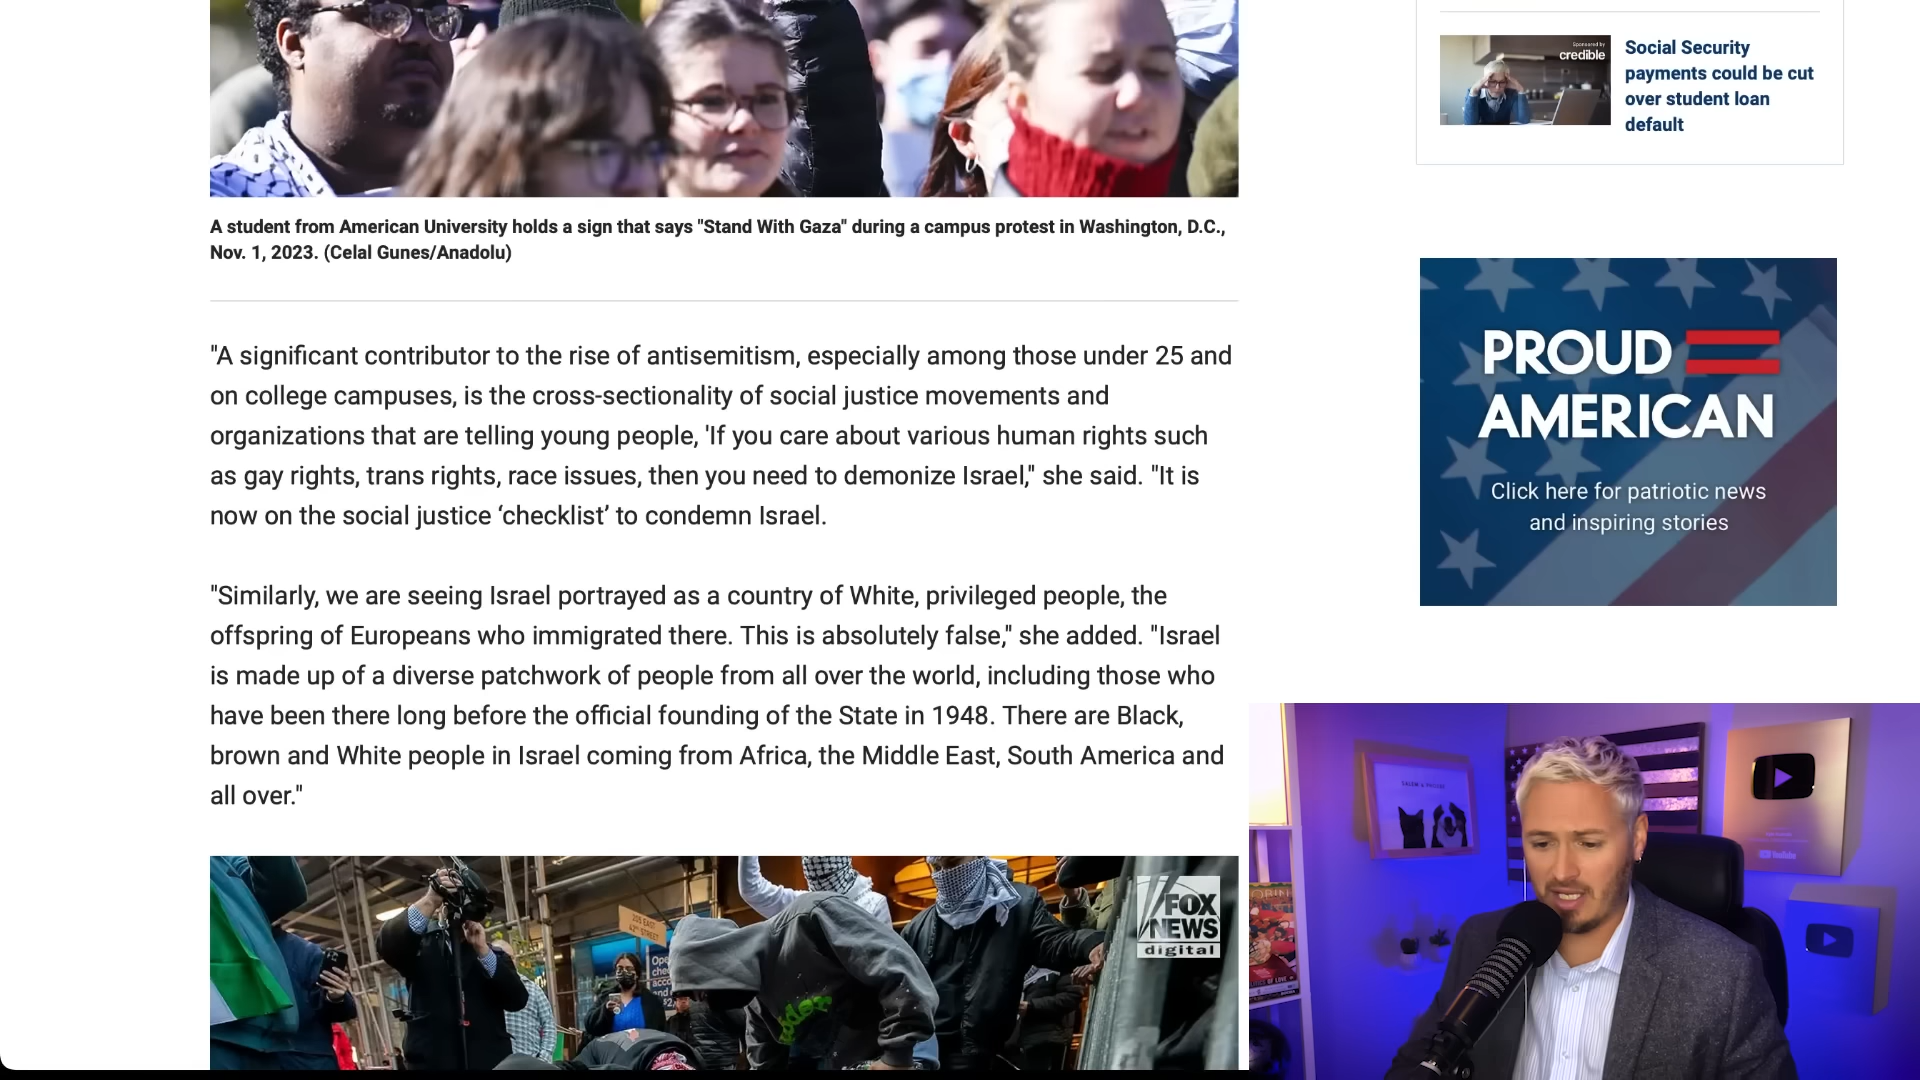 Sponsored by
credible
Social Security
payments could be cut
over student loan
default
A student from American University holds a sign that says "Stand With Gaza" during a campus protest in Washington, D.C.,
Nov. 1, 2023. (Celal Gunes/Anadolu)
PROUD
AMERICAN
Click here for patriotic news
and inspiring stories
"A significant contributor to the rise of antisemitism, especially among those under 25 and
on college campuses, is the cross-sectionality of social justice movements and
organizations that are telling young people, 'If you care about various human rights such
as gay rights, trans rights, race issues, then you need to demonize Israel," she said. "It is
now on the social justice ‘checklist’ to condemn Israel.
"Similarly, we are seeing Israel portrayed as a country of White, privileged people, the
offspring of Europeans who immigrated there. This is absolutely false," she added. "Israel
is made up of a diverse patchwork of people from all over the world, including those who
have been there long before the official founding of the State in 1948. There are Black,
brown and White people in Israel coming from Africa, the Middle East, South America and
all over."
FOX
NEWS
digital
205 EAST
42ND STREET
YouTube